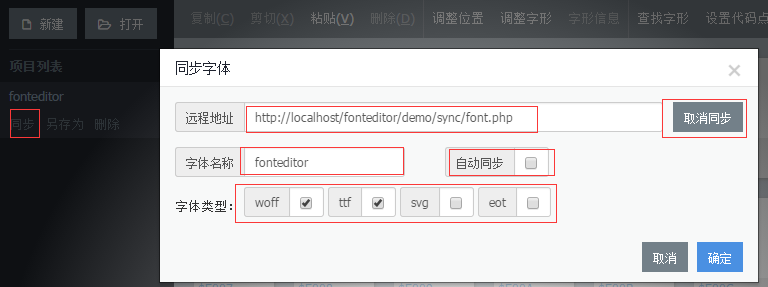 新建 打开 复制(C) 剪切(X) 粘贴(V) 删除(D) 调整位置 调整字形 字形信息 查找字形 设置代码点
项目列表
fonteditor
同步 另存为 删除
同步字体 ×
远程地址 http://localhost/fonteditor/demo/sync/font.php 取消同步
字体名称 fonteditor 自动同步
字体类型： woff ttf svg eot
取消 确定